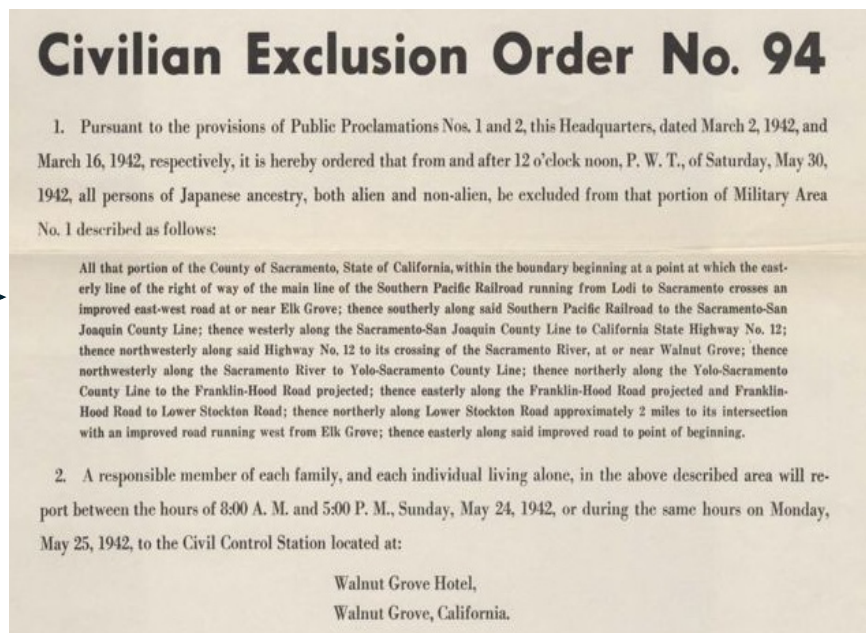 Civilian Exclusion Order No. 94
1. Pursuant to the provisions of Public Proclamations Nos. 1 and 2, this Headquarters, dated March 2, 1942, and
March 16, 1942, respectively, it is hereby ordered that from and after 12 o'clock noon, P. W. T., of Saturday, May 30,
1942, all persons of Japanese ancestry, both alien and non-alien, be excluded from that portion of Military Area
No. 1 described as follows:
All that portion of the County of Sacramento, State of California, within the boundary beginning at a point at which the east-
erly line of the right of way of the main line of the Southern Pacific Railroad running from Lodi to Sacramento crosses an
improved east-west road at or near Elk Grove; thence southerly along said Southern Pacific Railroad to the Sacramento-San
Joaquin County Line; thence westerly along the Sacramento-San Joaquin County Line to California State Highway No. 12;
thence northwesterly along said Highway No. 12 to its crossing of the Sacramento River, at or near Walnut Grove; thence
northwesterly along the Sacramento River to Yolo-Sacramento County Line; thence northerly along the Yolo-Sacramento
County Line to the Franklin-Hood Road projected; thence easterly along the Franklin-Hood Road projected and Franklin-
Hood Road to Lower Stockton Road; thence northerly along Lower Stockton Road approximately 2 miles to its intersection
with an improved road running west from Elk Grove; thence easterly along said improved road to point of beginning.
2. A responsible member of each family, and each individual living alone, in the above described area will re-
port between the hours of 8:00 A. M. and 5:00 P. M., Sunday, May 24, 1942, or during the same hours on Monday,
May 25, 1942, to the Civil Control Station located at:
Walnut Grove Hotel,
Walnut Grove, California.